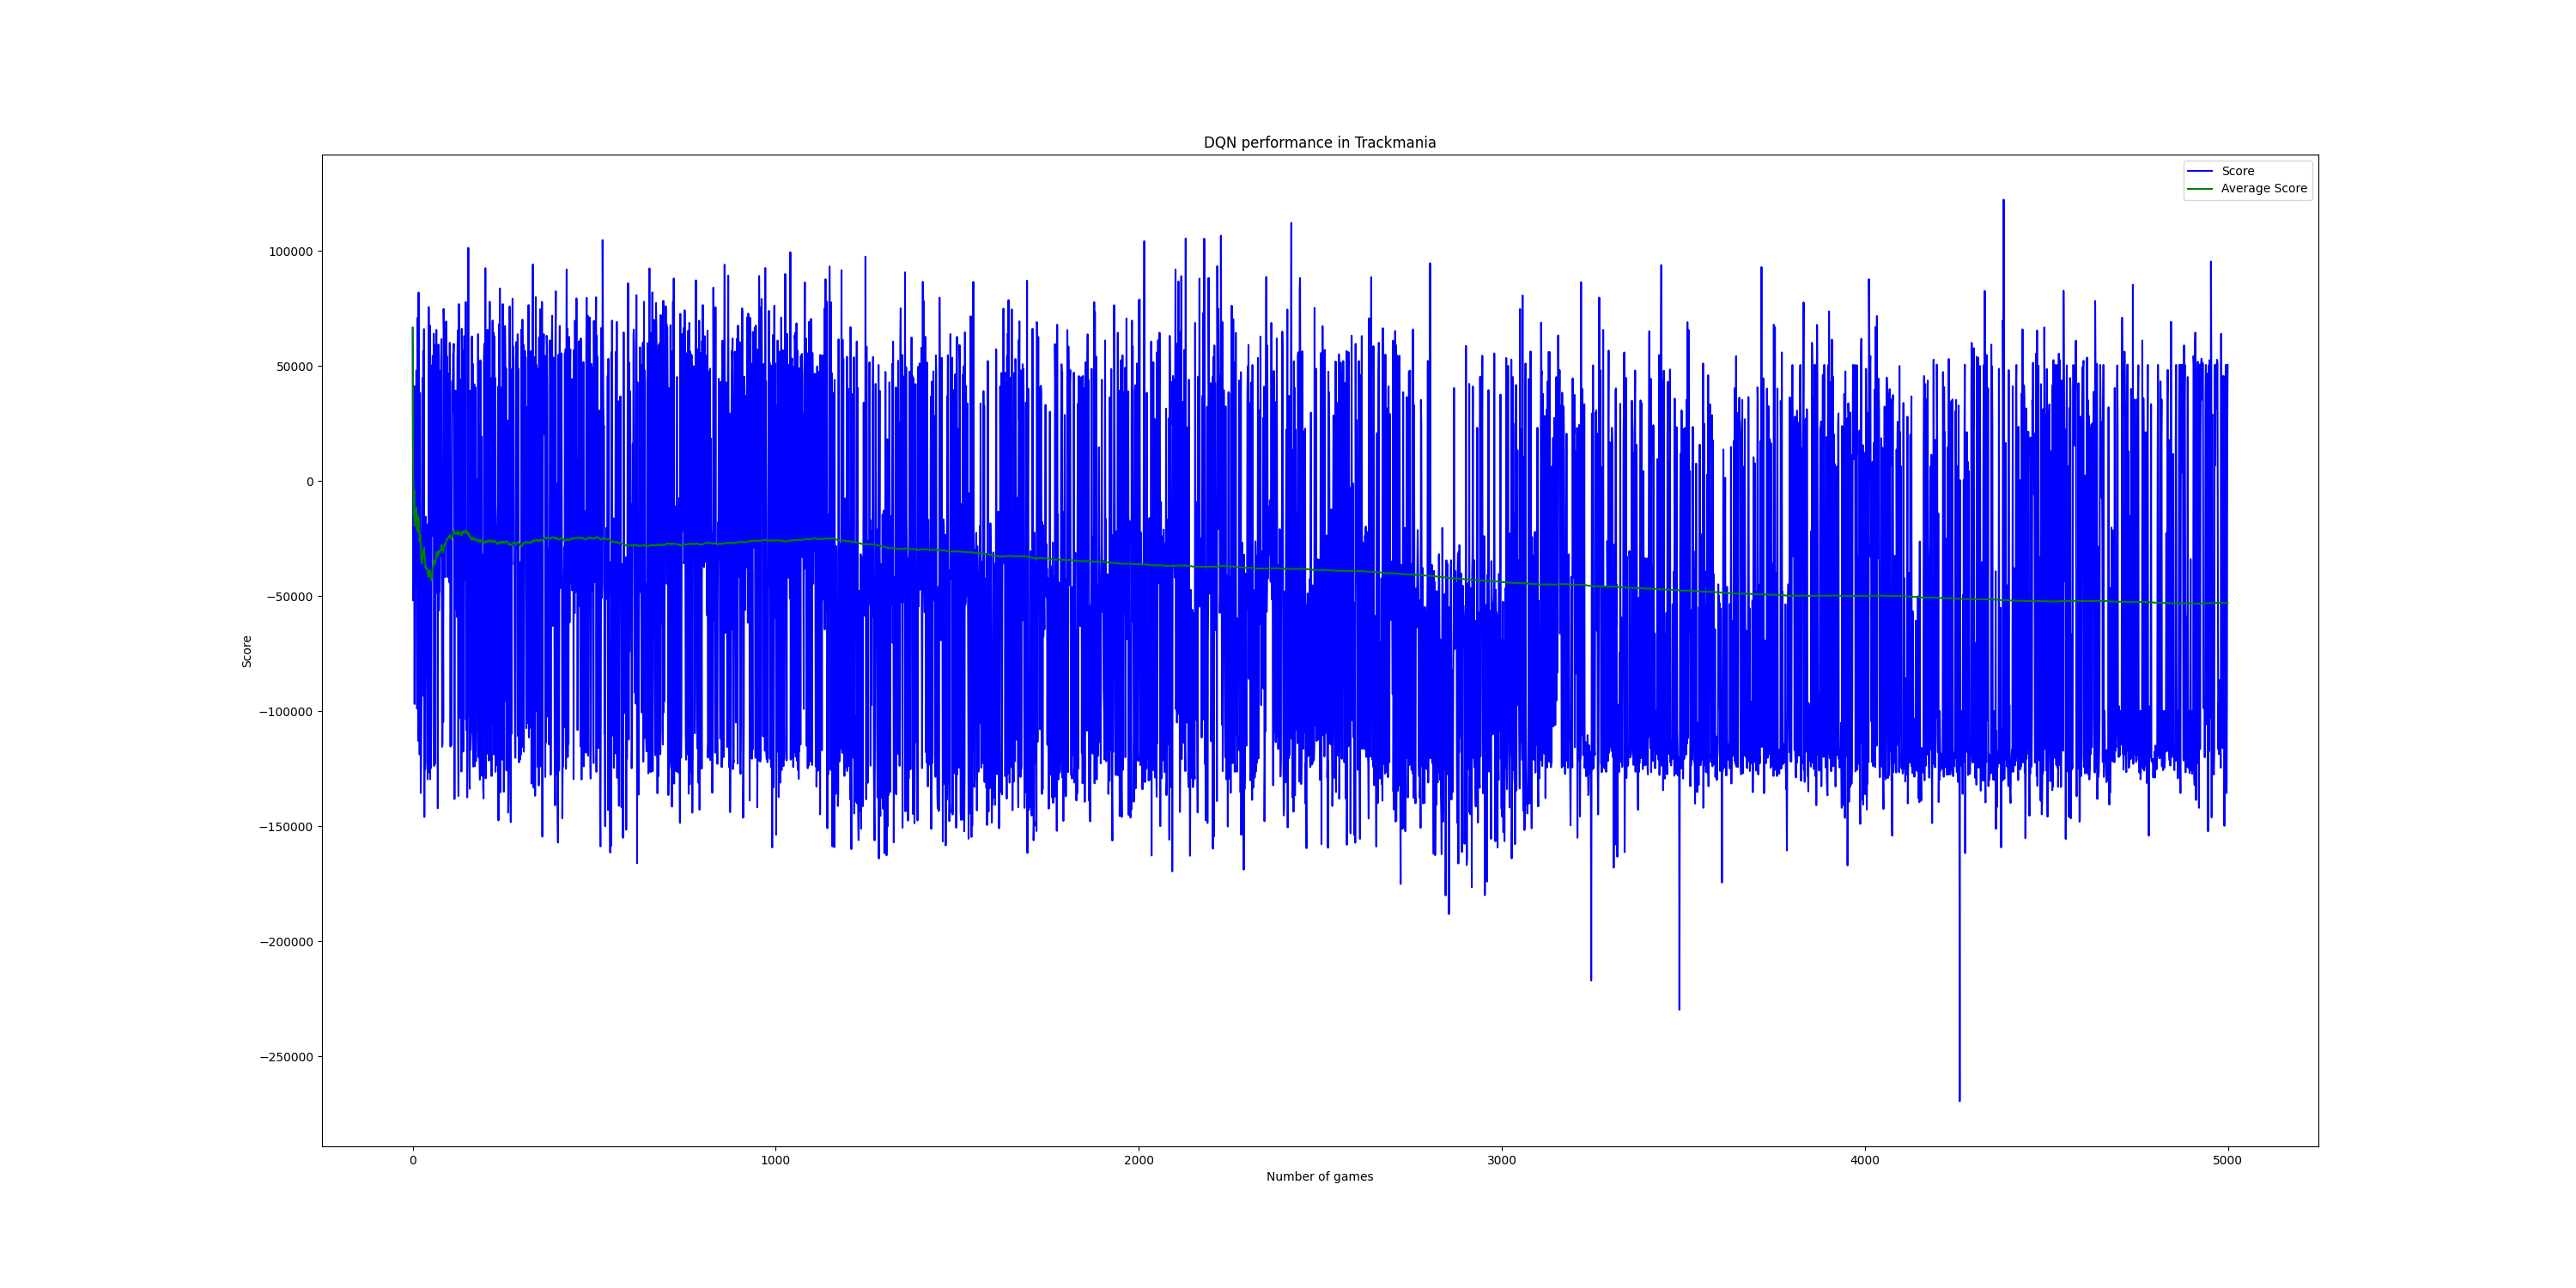 DQN performance in Trackmania
Score
Average Score
100000
50000
0
−50000
−100000
−150000
−200000
−250000
Score
0 1000 2000 3000 4000 5000
Number of games